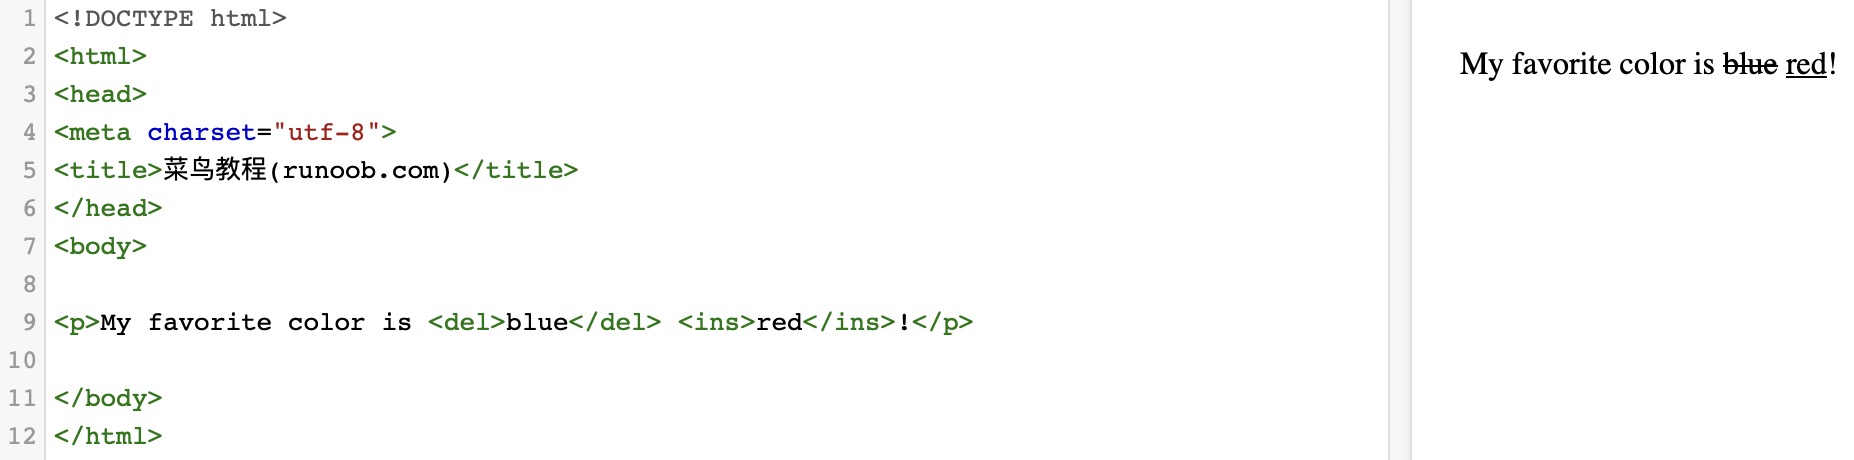 1 <!DOCTYPE html>
2 <html>
3 <head>
4 <meta charset="utf-8">
5 <title>菜鸟教程(runoob.com)</title>
6 </head>
7 <body>
8
9 <p>My favorite color is <del>blue</del> <ins>red</ins>!</p>
10
11 </body>
12 </html>
My favorite color is blue red!